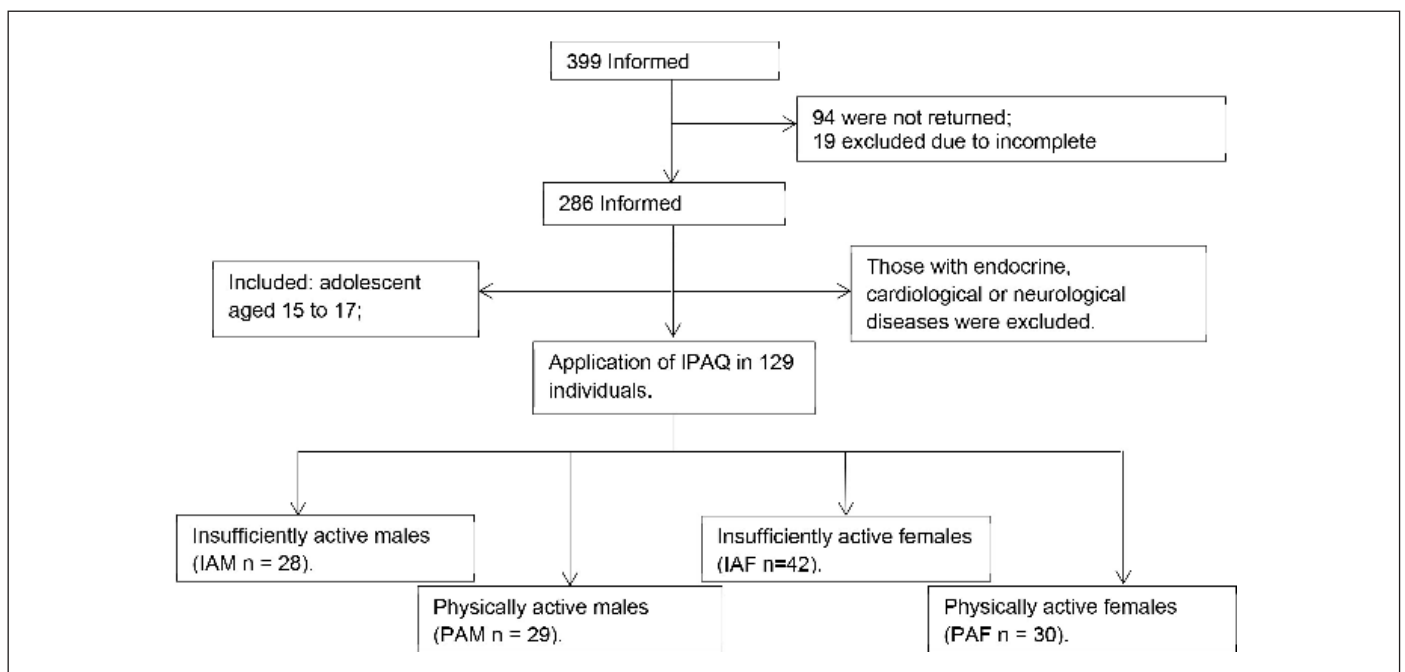 399 Informed
94 were not returned;
19 excluded due to incomplete
286 Informed
Included: adolescent
aged 15 to 17;
Those with endocrine,
cardiological or neurological
diseases were excluded.
Application of IPAQ in 129
individuals.
Insufficiently active males
(IAM n = 28).
Insufficiently active females
(IAF n=42).
Physically active males
(PAM n = 29).
Physically active females
(PAF n = 30).